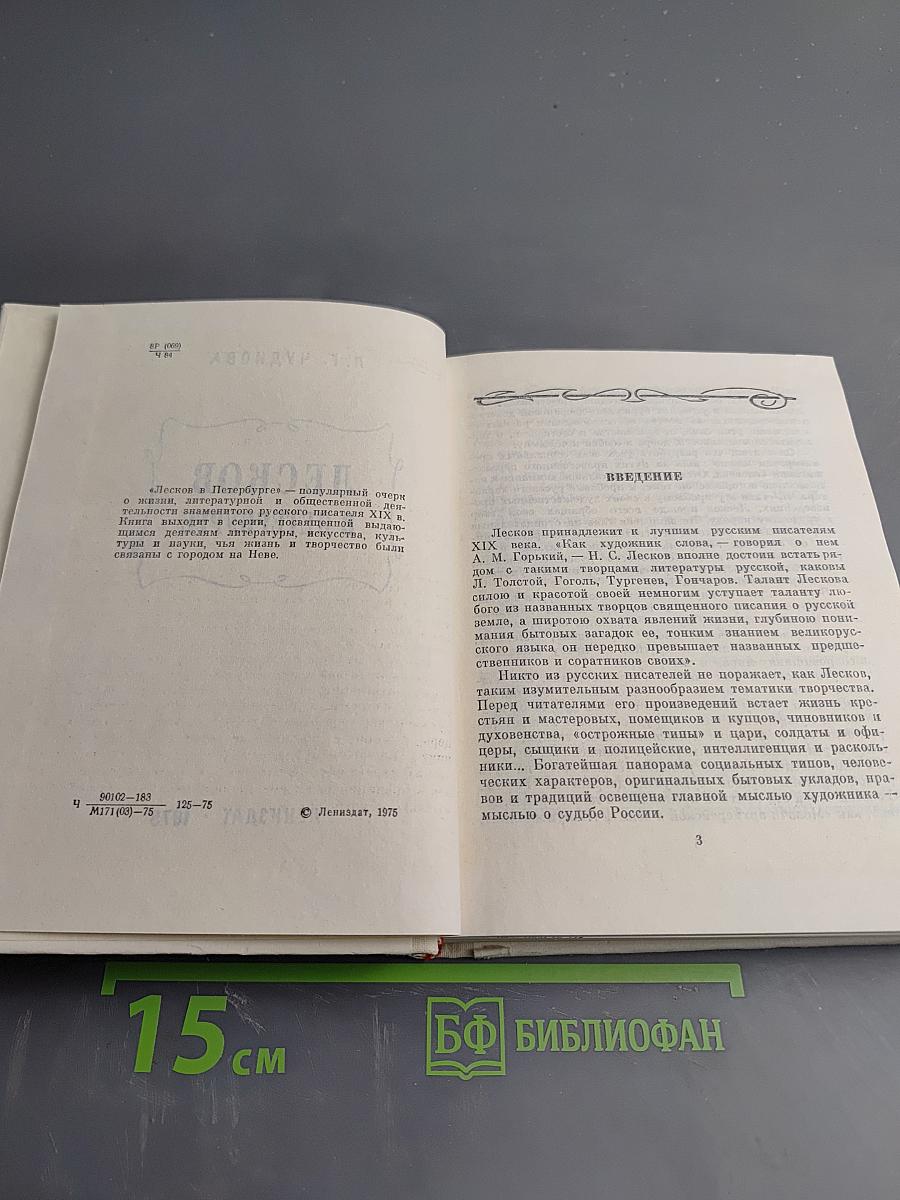 8Р (069)
Ч 84
«Лесков в Петербурге» — популярный очерк
о жизни, литературной и общественной дея-
тельности знаменитого русского писателя XIX в.
Книга выходит в серии, посвященной выдаю-
щимся деятелям литературы, искусства, куль-
туры и науки, чья жизнь и творчество были
связаны с городом на Неве.
Ч 90102—183 125—75
М171(03)—75
© Лениздат, 1975
ВВЕДЕНИЕ
Лесков принадлежит к лучшим русским писателям
XIX века. «Как художник слова, — говорил о нем
А. М. Горький, — Н. С. Лесков вполне достоин встать ря-
дом с такими творцами литературы русской, каковы
Л. Толстой, Гоголь, Тургенев, Гончаров. Талант Лескова
силою и красотой своей немногим уступает таланту лю-
бого из названных творцов священного писания о русской
земле, а широтою охвата явлений жизни, глубиною пони-
мания бытовых загадок ее, тонким знанием великорус-
ского языка он нередко превышает названных предше-
ственников и соратников своих».
Никто из русских писателей не поражает, как Лесков,
таким изумительным разнообразием тематики творчества.
Перед читателями его произведений встает жизнь кре-
стьян и мастеровых, помещиков и купцов, чиновников и
духовенства, «острожные типы» и цари, солдаты и офи-
церы, сыщики и полицейские, интеллигенция и расколь-
ники... Богатейшая панорама социальных типов, челове-
ческих характеров, оригинальных бытовых укладов, нра-
вов и традиций освещена главной мыслью художника —
мыслью о судьбе России.
3
15 см
БФ БИБЛИОФАН